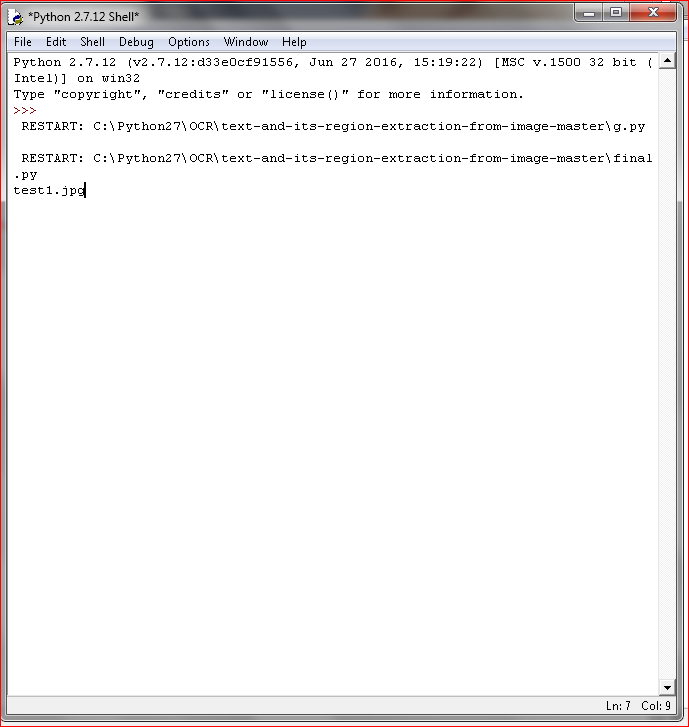 *Python 2.7.12 Shell*
File Edit Shell Debug Options Window Help
Python 2.7.12 (v2.7.12:d33e0cf91556, Jun 27 2016, 15:19:22) [MSC v.1500 32 bit (
Intel)] on win32
Type "copyright", "credits" or "license()" for more information.
>>>
RESTART: C:\Python27\OCR\text-and-its-region-extraction-from-image-master\g.py
RESTART: C:\Python27\OCR\text-and-its-region-extraction-from-image-master\final
.py
test1.jpg
Ln: 7 Col: 9